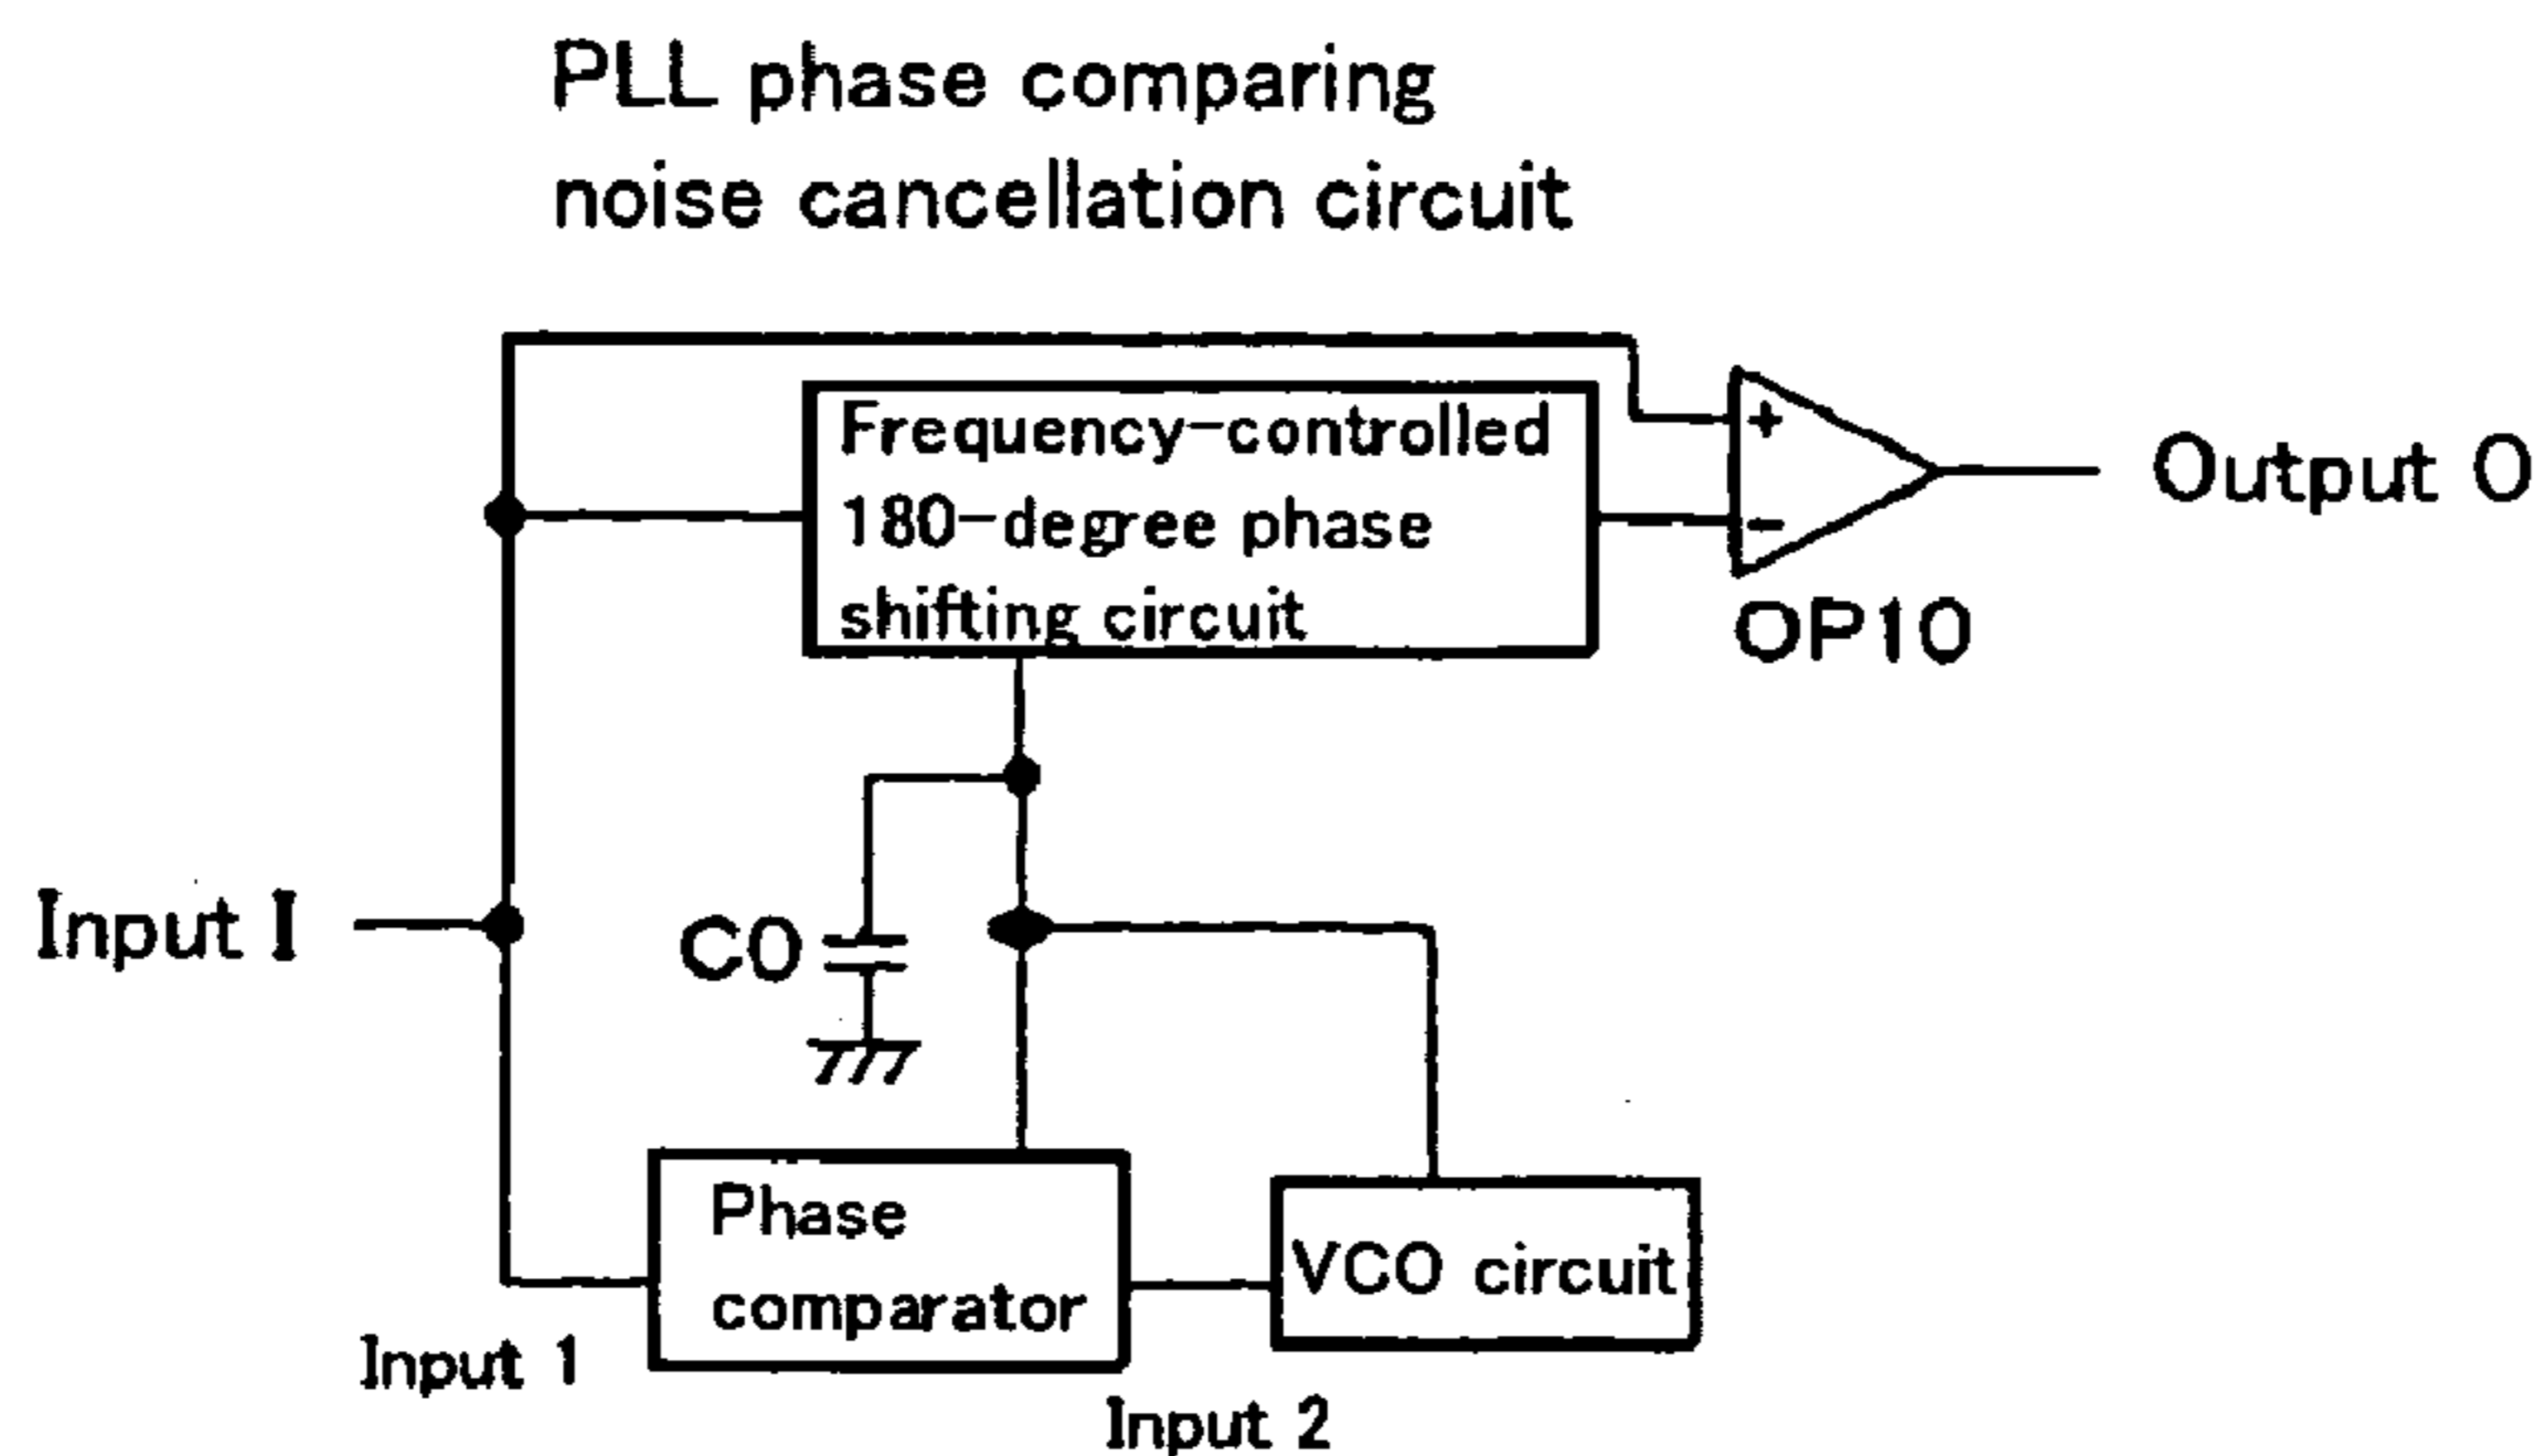 PLL phase comparing
noise cancellation circuit
Frequency-controlled
180-degree phase
shifting circuit
+
-
Output O
OP10
Input I
C0
Phase
comparator
VCO circuit
Input 1
Input 2